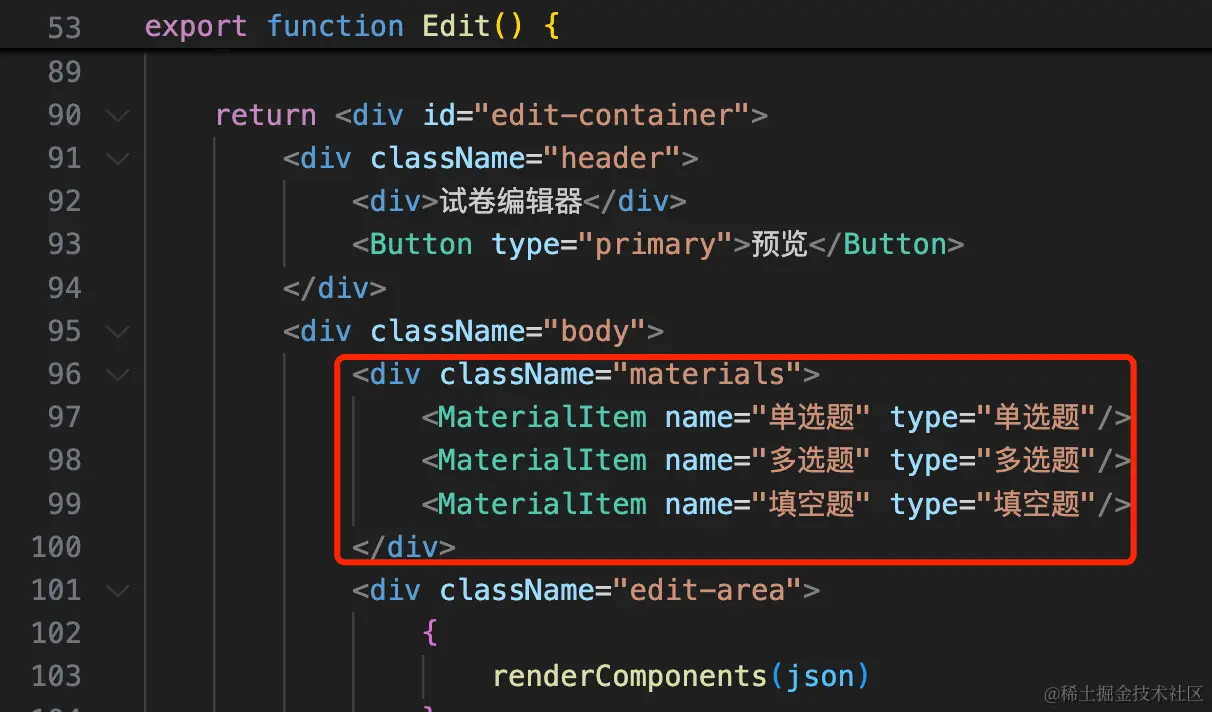 53 export function Edit() {
89
90 return <div id="edit-container">
91 <div className="header">
92 <div>试卷编辑器</div>
93 <Button type="primary">预览</Button>
94 </div>
95 <div className="body">
96 <div className="materials">
97 <MaterialItem name="单选题" type="单选题"/>
98 <MaterialItem name="多选题" type="多选题"/>
99 <MaterialItem name="填空题" type="填空题"/>
100 </div>
101 <div className="edit-area">
102 {
103 renderComponents(json)
@稀土掘金技术社区